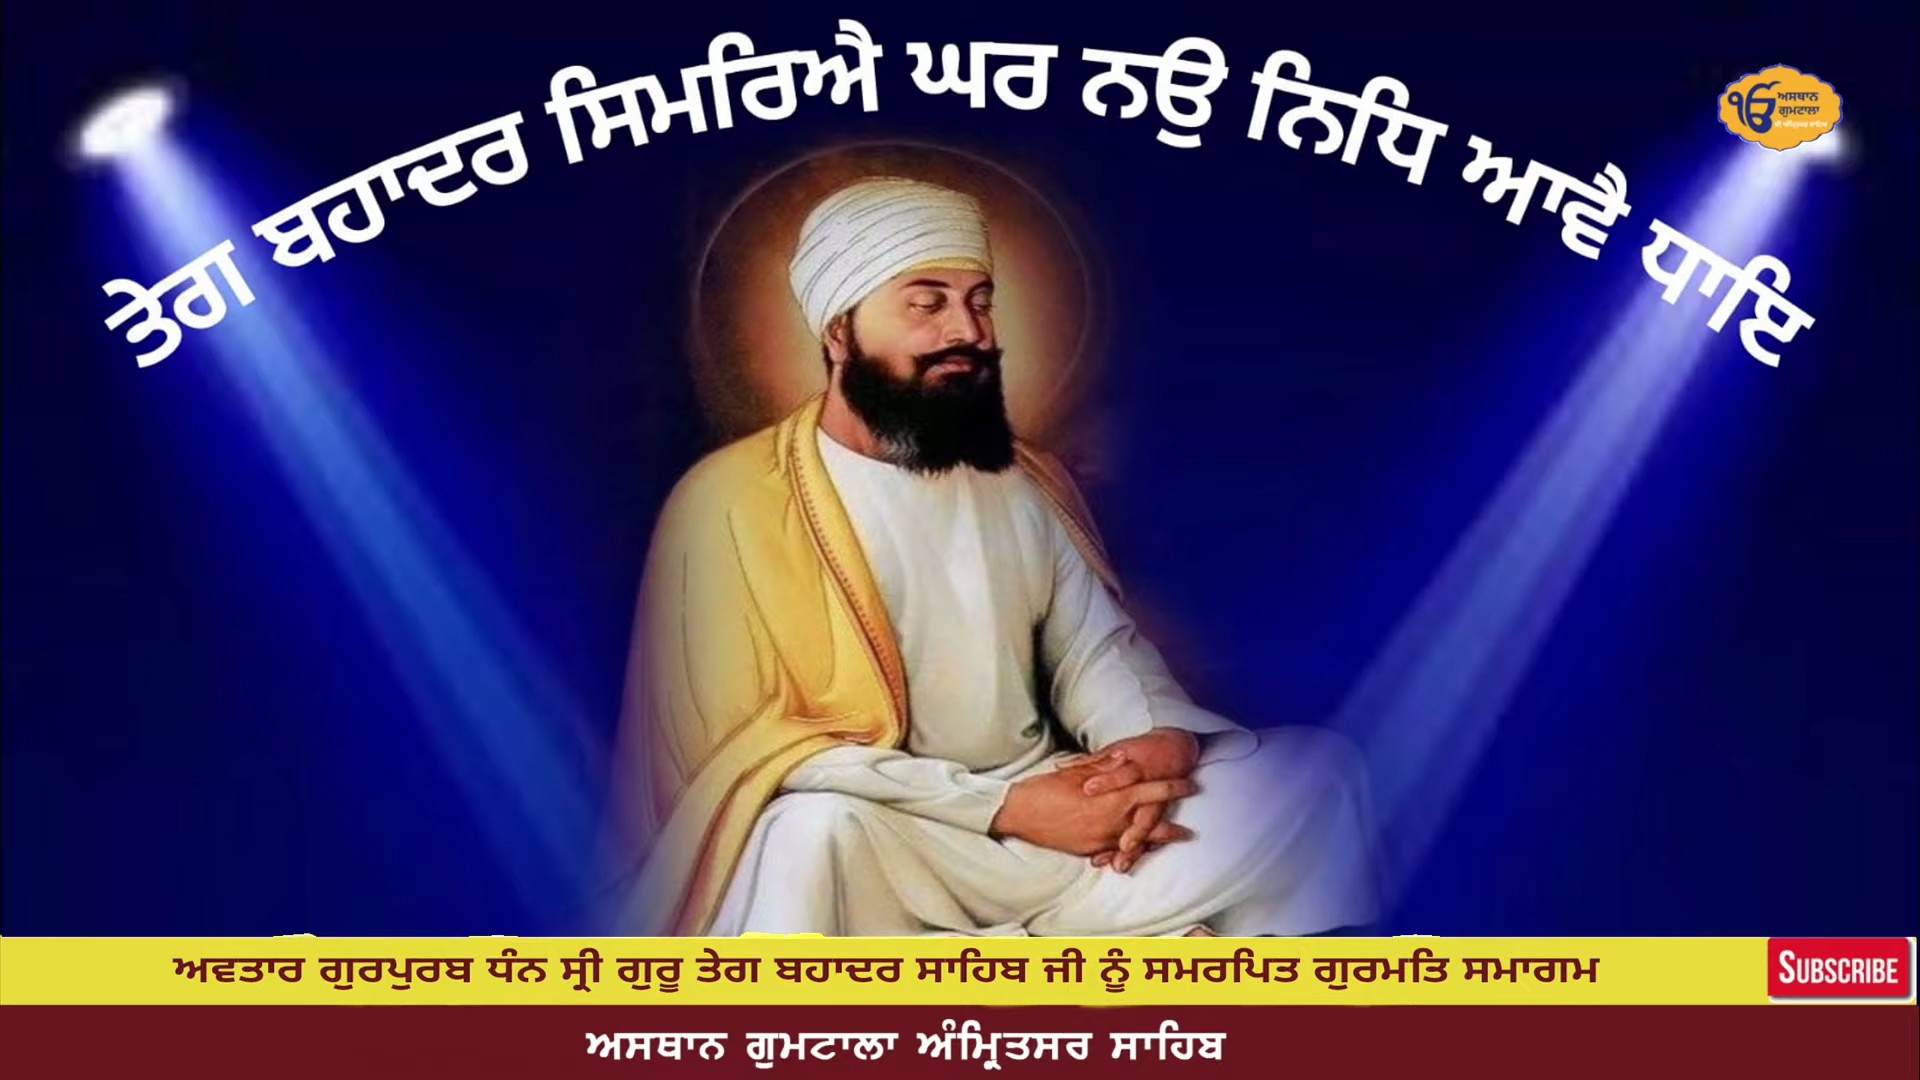 ਤੇਗ ਬਹਾਦਰ ਸਿਮਰਿਐ ਘਰ ਨਉ ਨਿਧਿ ਆਵੈ ਧਾਇ
ੴ ਅਸਥਾਨ
ਗੁਮਟਾਲਾ
ਸ੍ਰੀ ਅੰਮ੍ਰਿਤਸਰ ਸਾਹਿਬ
ਅਵਤਾਰ ਗੁਰਪੁਰਬ ਧੰਨ ਸ੍ਰੀ ਗੁਰੂ ਤੇਗ ਬਹਾਦਰ ਸਾਹਿਬ ਜੀ ਨੂੰ ਸਮਰਪਿਤ ਗੁਰਮਤਿ ਸਮਾਗਮ
SUBSCRIBE
ਅਸਥਾਨ ਗੁਮਟਾਲਾ ਅੰਮ੍ਰਿਤਸਰ ਸਾਹਿਬ